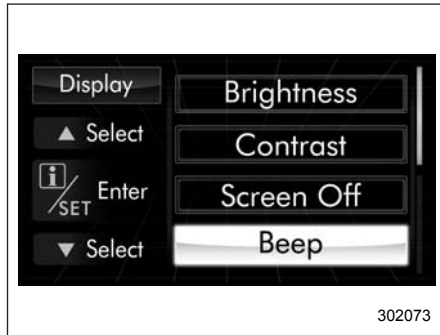 Display
▲ Select
i/SET Enter
▼ Select
Brightness
Contrast
Screen Off
Beep
302073